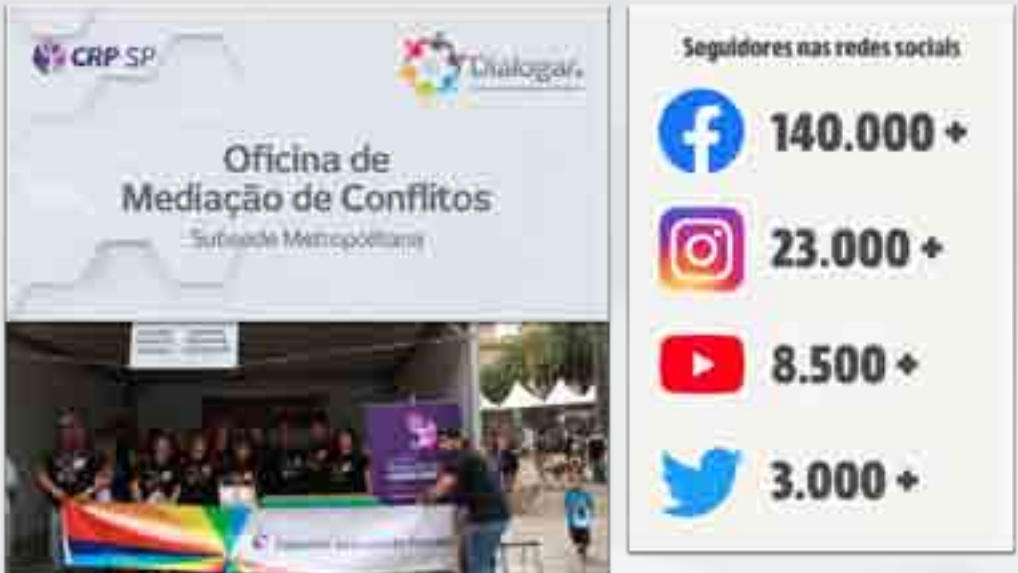 CRP SP
Dialogar.
Oficina de
Mediação de Conflitos
Subsede Metropolitana
Seguidores nas redes sociais
140.000 +
23.000 +
8.500 +
3.000 +